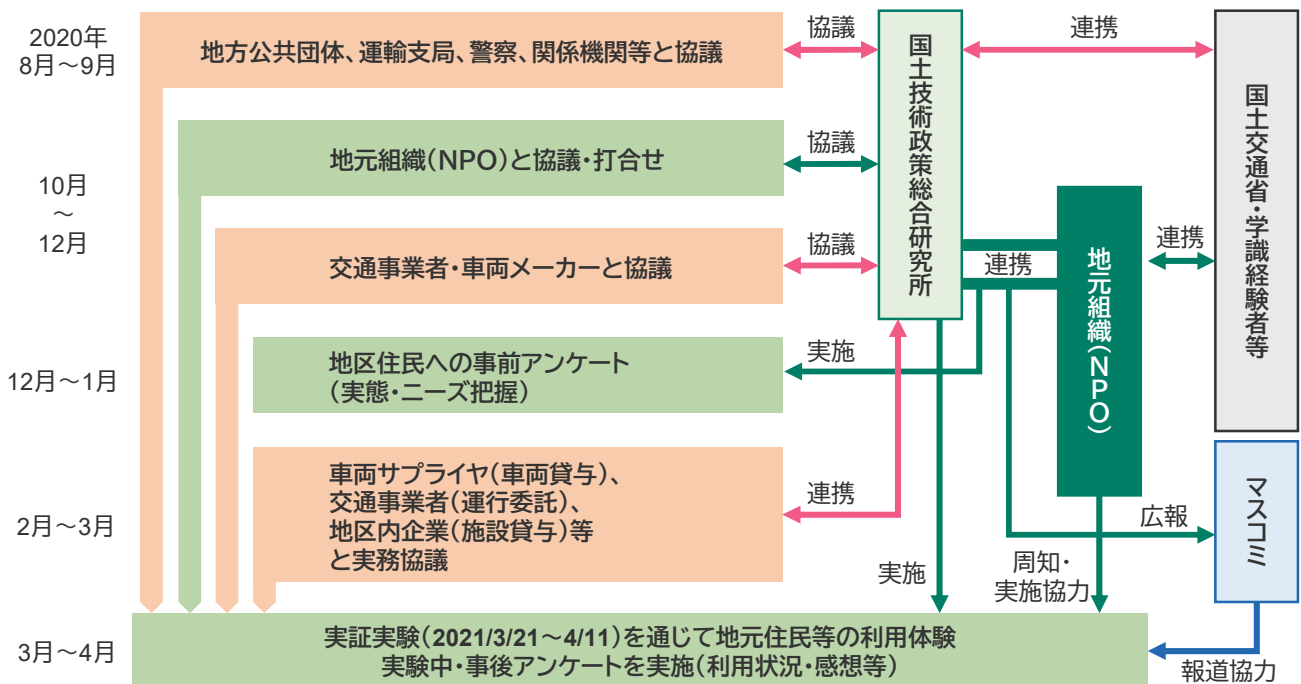 2020年
8月～9月
地方公共団体、運輸支局、警察、関係機関等と協議
協議
国土技術政策総合研究所
連携
国土交通省・学識経験者等
10月
～
12月
地元組織（NPO）と協議・打合せ
協議
交通事業者・車両メーカーと協議
協議
連携
地元組織（NPO）
連携
12月～1月
地区住民への事前アンケート
（実態・ニーズ把握）
実施
2月～3月
車両サプライヤ（車両貸与）、
交通事業者（運行委託）、
地区内企業（施設貸与）等
と実務協議
連携
実施
周知・
実施協力
広報
マスコミ
3月～4月
実証実験（2021/3/21～4/11）を通じて地元住民等の利用体験
実験中・事後アンケートを実施（利用状況・感想等）
報道協力